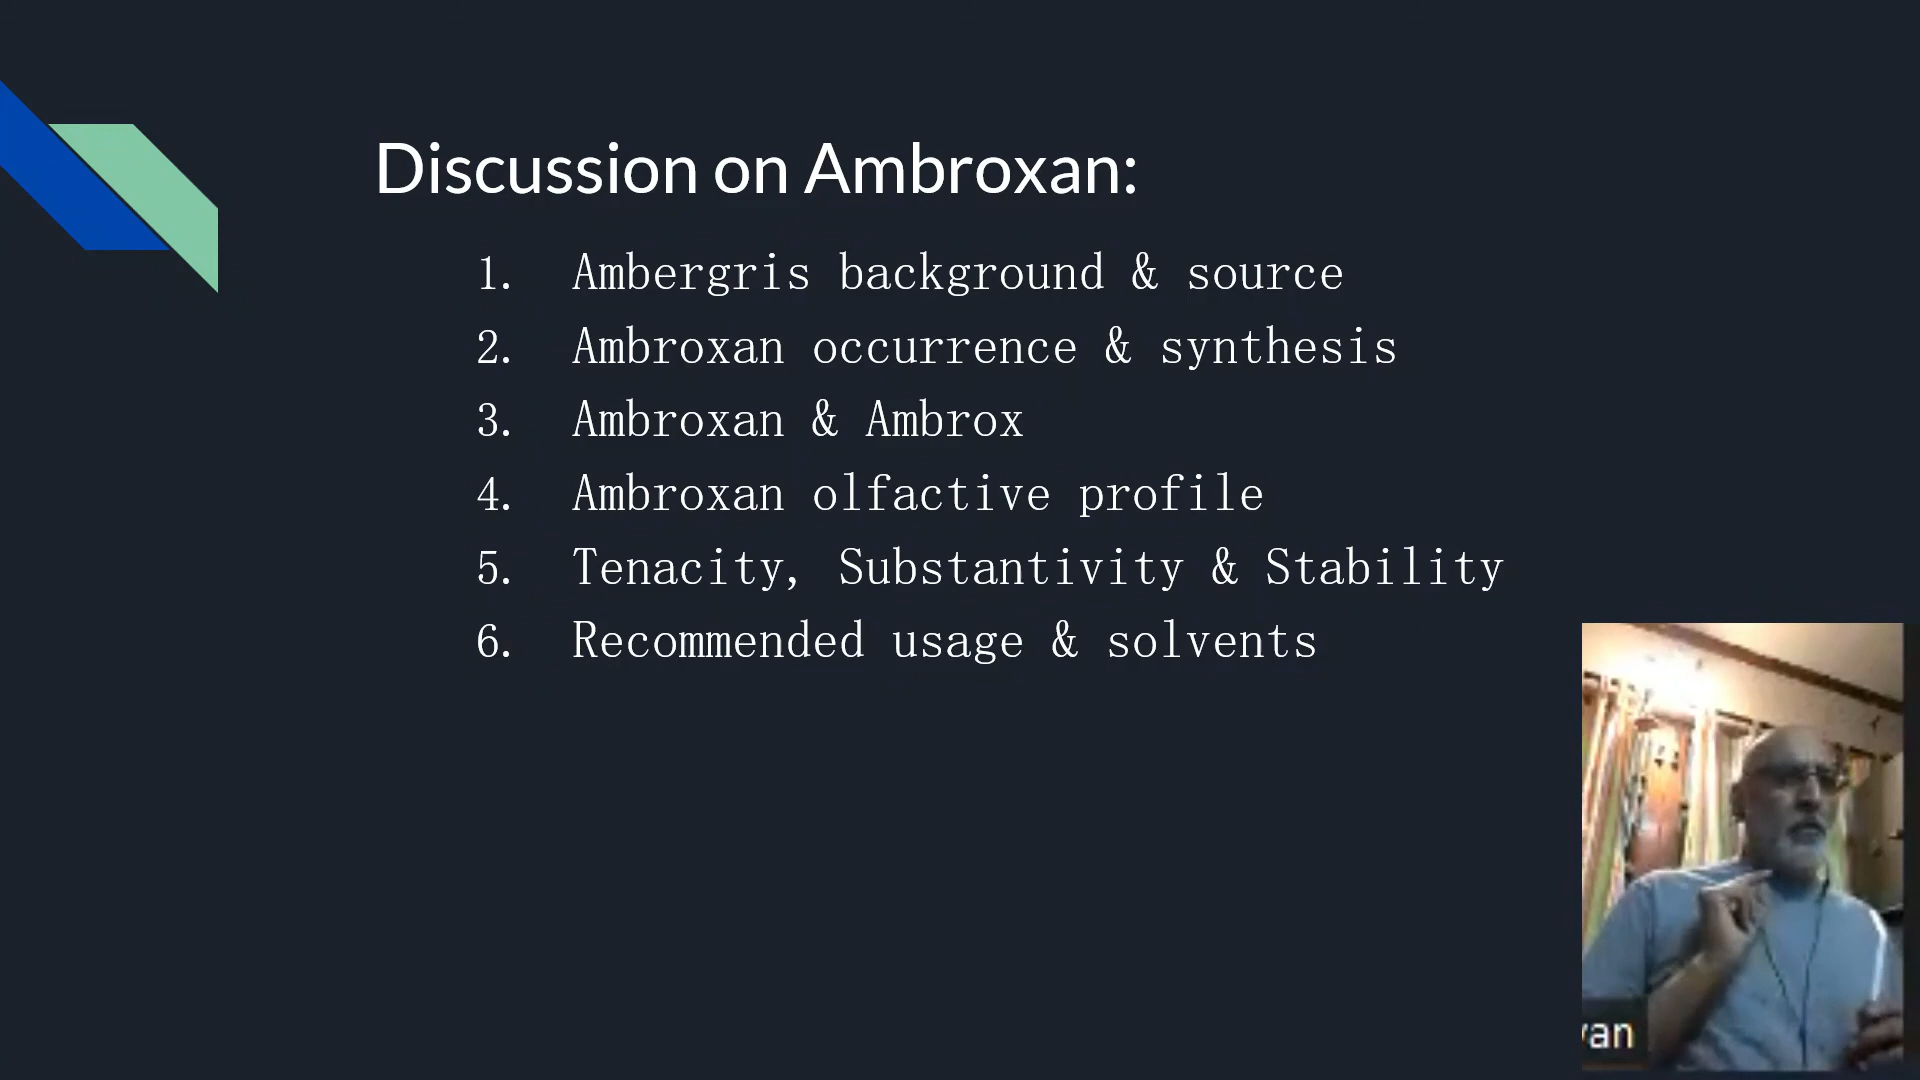 Discussion on Ambroxan:
1. Ambergris background & source
2. Ambroxan occurrence & synthesis
3. Ambroxan & Ambrox
4. Ambroxan olfactive profile
5. Tenacity, Substantivity & Stability
6. Recommended usage & solvents
van